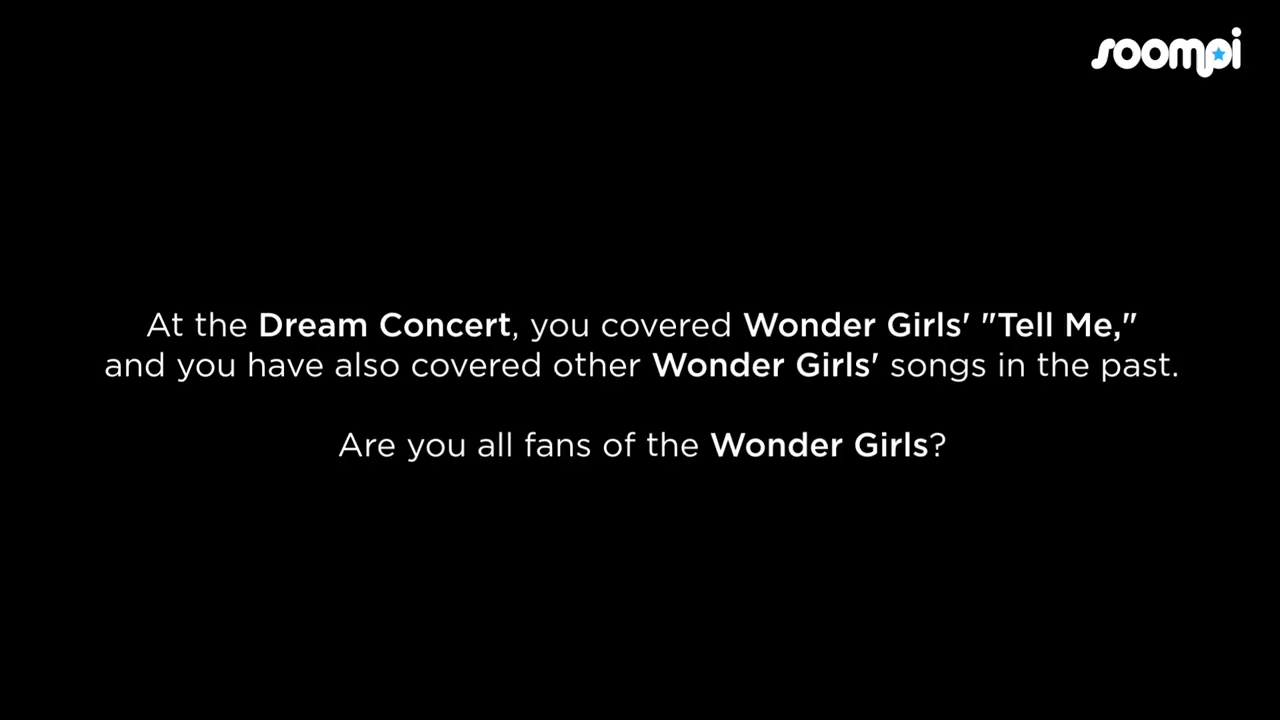 soompi
At the Dream Concert, you covered Wonder Girls' "Tell Me,"
and you have also covered other Wonder Girls' songs in the past.
Are you all fans of the Wonder Girls?